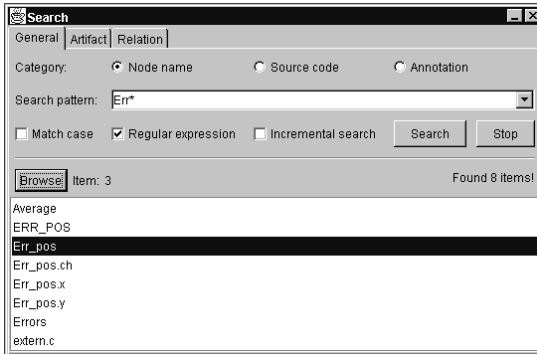 Search
General Artifact Relation
Category: Node name Source code Annotation
Search pattern: Err*
Match case Regular expression Incremental search Search Stop
Browse Item: 3 Found 8 items!
Average
ERR_POS
Err_pos
Err_pos.ch
Err_pos.x
Err_pos.y
Errors
extern.c